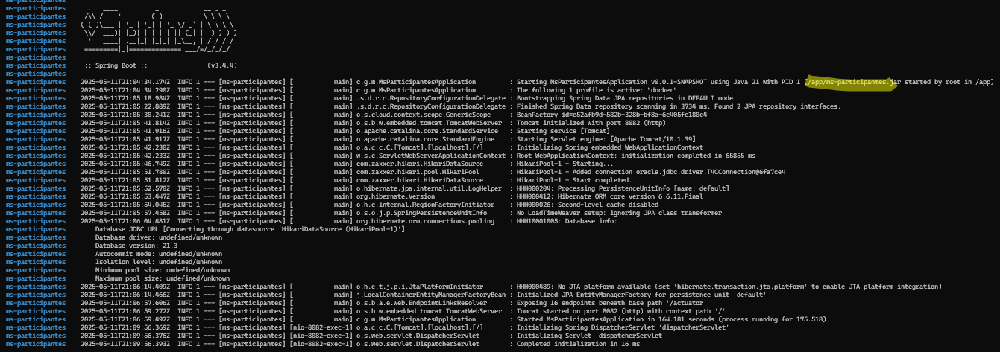 ms-participantes |
ms-participantes |   .   ____          _            __ _ _
ms-participantes |  /\\ / ___'_ __ _ _(_)_ __  __ _ \ \ \ \
ms-participantes | ( ( )\___ | '_ | '_| | '_ \/ _` | \ \ \ \
ms-participantes |  \\/  ___)| |_)| | | | | || (_| |  ) ) ) )
ms-participantes |   '  |____| .__|_| |_|_| |_\__, | / / / /
ms-participantes |  =========|_|==============|___/=/_/_/_/
ms-participantes |
ms-participantes |  :: Spring Boot ::                (v3.4.4)
ms-participantes |
ms-participantes | 2025-05-11T21:04:34.174Z  INFO 1 --- [ms-participantes] [           main] c.g.m.MsParticipantesApplication         : Starting MsParticipantesApplication v0.0.1-SNAPSHOT using Java 21 with PID 1 (/app/ms-participantes.jar started by root in /app)
ms-participantes | 2025-05-11T21:04:34.290Z  INFO 1 --- [ms-participantes] [           main] c.g.m.MsParticipantesApplication         : The following 1 profile is active: "docker"
ms-participantes | 2025-05-11T21:05:18.984Z  INFO 1 --- [ms-participantes] [           main] .s.d.r.c.RepositoryConfigurationDelegate : Bootstrapping Spring Data JPA repositories in DEFAULT mode.
ms-participantes | 2025-05-11T21:05:22.889Z  INFO 1 --- [ms-participantes] [           main] .s.d.r.c.RepositoryConfigurationDelegate : Finished Spring Data repository scanning in 3734 ms. Found 2 JPA repository interfaces.
ms-participantes | 2025-05-11T21:05:30.241Z  INFO 1 --- [ms-participantes] [           main] o.s.cloud.context.scope.GenericScope     : BeanFactory id=e52afb9d-582b-328b-bf8a-6c405fc180c4
ms-participantes | 2025-05-11T21:05:41.814Z  INFO 1 --- [ms-participantes] [           main] o.s.b.w.embedded.tomcat.TomcatWebServer  : Tomcat initialized with port 8082 (http)
ms-participantes | 2025-05-11T21:05:41.916Z  INFO 1 --- [ms-participantes] [           main] o.apache.catalina.core.StandardService   : Starting service [Tomcat]
ms-participantes | 2025-05-11T21:05:41.917Z  INFO 1 --- [ms-participantes] [           main] o.apache.catalina.core.StandardEngine    : Starting Servlet engine: [Apache Tomcat/10.1.39]
ms-participantes | 2025-05-11T21:05:42.230Z  INFO 1 --- [ms-participantes] [           main] o.a.c.c.C.[Tomcat].[localhost].[/]       : Initializing Spring embedded WebApplicationContext
ms-participantes | 2025-05-11T21:05:42.233Z  INFO 1 --- [ms-participantes] [           main] w.s.c.ServletWebServerApplicationContext : Root WebApplicationContext: initialization completed in 65855 ms
ms-participantes | 2025-05-11T21:05:46.749Z  INFO 1 --- [ms-participantes] [           main] com.zaxxer.hikari.HikariDataSource       : HikariPool-1 - Starting...
ms-participantes | 2025-05-11T21:05:51.780Z  INFO 1 --- [ms-participantes] [           main] com.zaxxer.hikari.pool.HikariPool        : HikariPool-1 - Added connection oracle.jdbc.driver.T4CConnection@6fa7ce4
ms-participantes | 2025-05-11T21:05:51.812Z  INFO 1 --- [ms-participantes] [           main] com.zaxxer.hikari.HikariDataSource       : HikariPool-1 - Start completed.
ms-participantes | 2025-05-11T21:05:52.570Z  INFO 1 --- [ms-participantes] [           main] o.hibernate.jpa.internal.util.LogHelper  : HHH000204: Processing PersistenceUnitInfo [name: default]
ms-participantes | 2025-05-11T21:05:53.447Z  INFO 1 --- [ms-participantes] [           main] org.hibernate.Version                    : HHH000412: Hibernate ORM core version 6.6.11.Final
ms-participantes | 2025-05-11T21:05:54.045Z  INFO 1 --- [ms-participantes] [           main] o.h.c.internal.RegionFactoryInitiator    : HHH000026: Second-level cache disabled
ms-participantes | 2025-05-11T21:05:57.458Z  INFO 1 --- [ms-participantes] [           main] o.s.o.j.p.SpringPersistenceUnitInfo      : No LoadTimeWeaver setup: ignoring JPA class transformer
ms-participantes | 2025-05-11T21:06:04.481Z  INFO 1 --- [ms-participantes] [           main] org.hibernate.orm.connections.pooling    : HHH10001005: Database info:
ms-participantes |     Database JDBC URL [Connecting through datasource 'HikariDataSource (HikariPool-1)']
ms-participantes |     Database driver: undefined/unknown
ms-participantes |     Database version: 21.3
ms-participantes |     Autocommit mode: undefined/unknown
ms-participantes |     Isolation level: undefined/unknown
ms-participantes |     Minimum pool size: undefined/unknown
ms-participantes |     Maximum pool size: undefined/unknown
ms-participantes | 2025-05-11T21:06:14.409Z  INFO 1 --- [ms-participantes] [           main] o.h.e.t.j.p.i.JtaPlatformInitiator       : HHH000489: No JTA platform available (set 'hibernate.transaction.jta.platform' to enable JTA platform integration)
ms-participantes | 2025-05-11T21:06:14.466Z  INFO 1 --- [ms-participantes] [           main] j.LocalContainerEntityManagerFactoryBean : Initialized JPA EntityManagerFactory for persistence unit 'default'
ms-participantes | 2025-05-11T21:06:57.606Z  INFO 1 --- [ms-participantes] [           main] o.s.b.a.e.web.EndpointLinksResolver      : Exposing 16 endpoints beneath base path '/actuator'
ms-participantes | 2025-05-11T21:06:59.272Z  INFO 1 --- [ms-participantes] [           main] o.s.b.w.embedded.tomcat.TomcatWebServer  : Tomcat started on port 8082 (http) with context path '/'
ms-participantes | 2025-05-11T21:06:59.492Z  INFO 1 --- [ms-participantes] [           main] c.g.m.MsParticipantesApplication         : Started MsParticipantesApplication in 164.181 seconds (process running for 175.518)
ms-participantes | 2025-05-11T21:09:56.369Z  INFO 1 --- [ms-participantes] [nio-8082-exec-1] o.a.c.c.C.[Tomcat].[localhost].[/]       : Initializing Spring DispatcherServlet 'dispatcherServlet'
ms-participantes | 2025-05-11T21:09:56.376Z  INFO 1 --- [ms-participantes] [nio-8082-exec-1] o.s.web.servlet.DispatcherServlet        : Initializing Servlet 'dispatcherServlet'
ms-participantes | 2025-05-11T21:09:56.393Z  INFO 1 --- [ms-participantes] [nio-8082-exec-1] o.s.web.servlet.DispatcherServlet        : Completed initialization in 16 ms